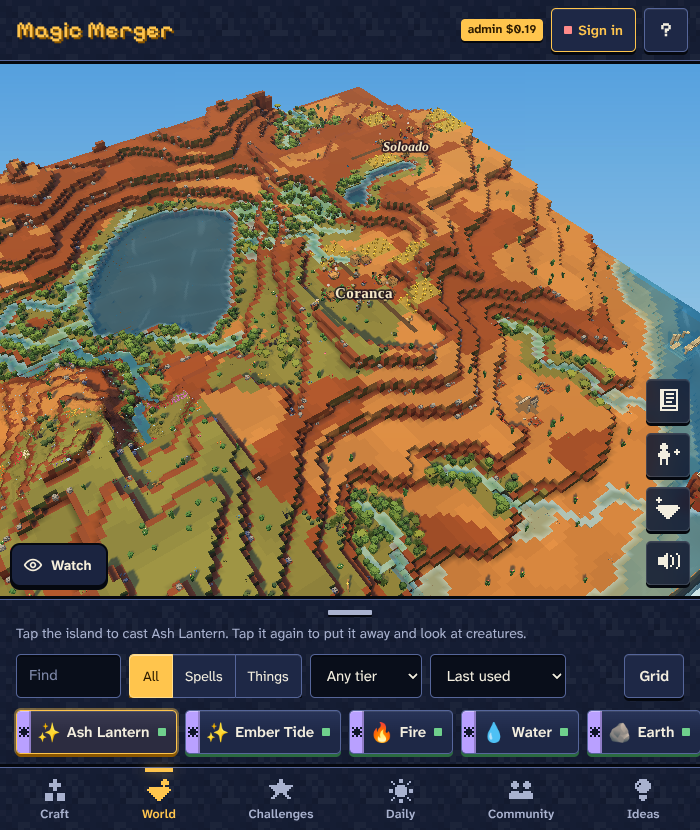 Magic Merger
admin $0.19
Sign in
?
Soloado
Coranca
Watch
Tap the island to cast Ash Lantern. Tap it again to put it away and look at creatures.
Find
All
Spells
Things
Any tier
Last used
Grid
Ash Lantern
Ember Tide
Fire
Water
Earth
Craft
World
Challenges
Daily
Community
Ideas